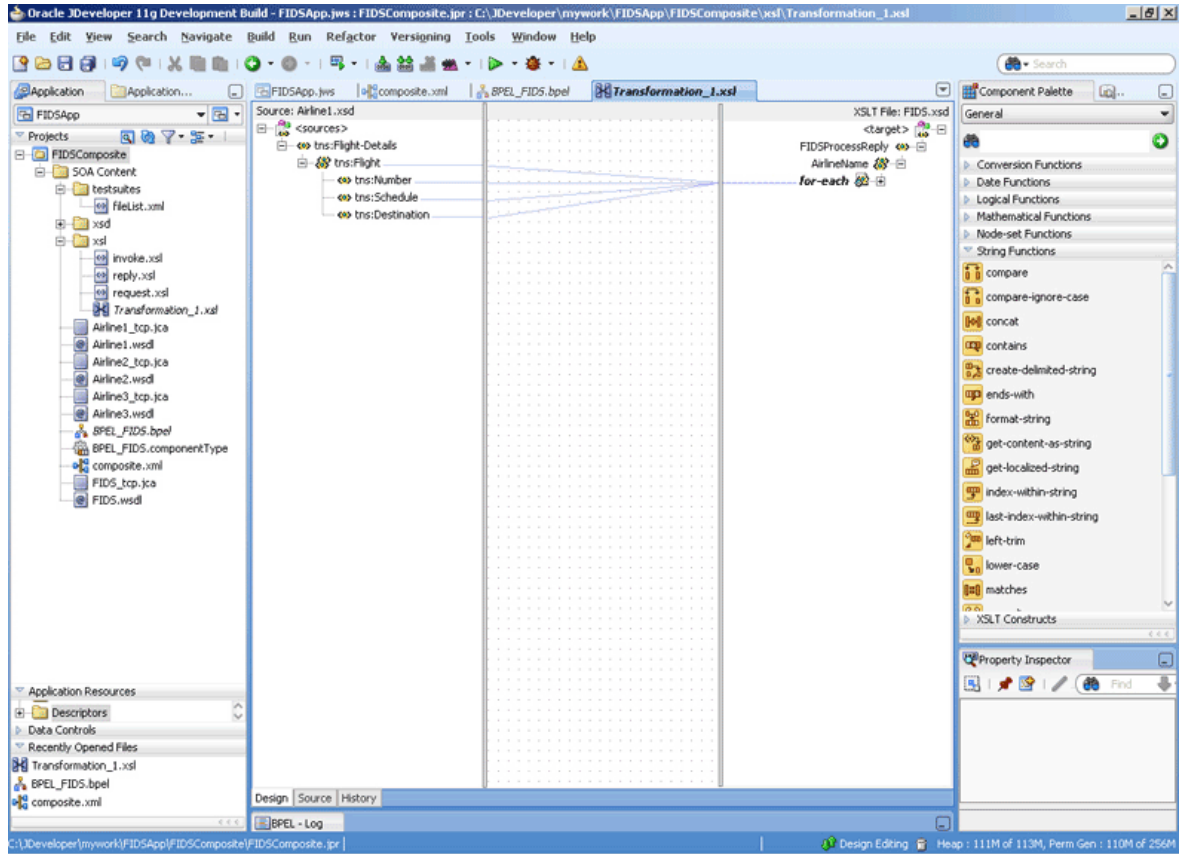 Oracle JDeveloper 11g Development Build - FIDSApp.jws : FIDSComposite.jpr : C:\JDeveloper\mywork\FIDSApp\FIDSComposite\xsl\Transformation_1.xsl
File Edit View Search Navigate Build Run Refactor Versioning Tools Window Help
Search
Application
Application...
FIDSApp
Projects
FIDSComposite
SOA Content
testsuites
fileList.xml
xsd
xsl
invoke.xsl
reply.xsl
request.xsl
Transformation_1.xsl
Airline1_tcp.jca
Airline1.wsdl
Airline2_tcp.jca
Airline2.wsdl
Airline3_tcp.jca
Airline3.wsdl
BPEL_FIDS.bpel
BPEL_FIDS.componentType
composite.xml
FIDS_tcp.jca
FIDS.wsdl
Application Resources
Descriptors
Data Controls
Recently Opened Files
Transformation_1.xsl
BPEL_FIDS.bpel
composite.xml
FIDSApp.jws composite.xml BPEL_FIDS.bpel Transformation_1.xsl
Source: Airline1.xsd
<sources>
tns:Flight-Details
tns:Flight
tns:Number
tns:Schedule
tns:Destination
XSLT File: FIDS.xsd
<target>
FIDSProcessReply
AirlineName
for-each
Design Source History
BPEL - Log
Component Palette
General
Conversion Functions
Date Functions
Logical Functions
Mathematical Functions
Node-set Functions
String Functions
compare
compare-ignore-case
concat
contains
create-delimited-string
ends-with
format-string
get-content-as-string
get-localized-string
index-within-string
last-index-within-string
left-trim
lower-case
matches
XSLT Constructs
Property Inspector
Find
C:\JDeveloper\mywork\FIDSApp\FIDSComposite\FIDSComposite.jpr
Design Editing
Heap : 111M of 113M, Perm Gen : 110M of 256M